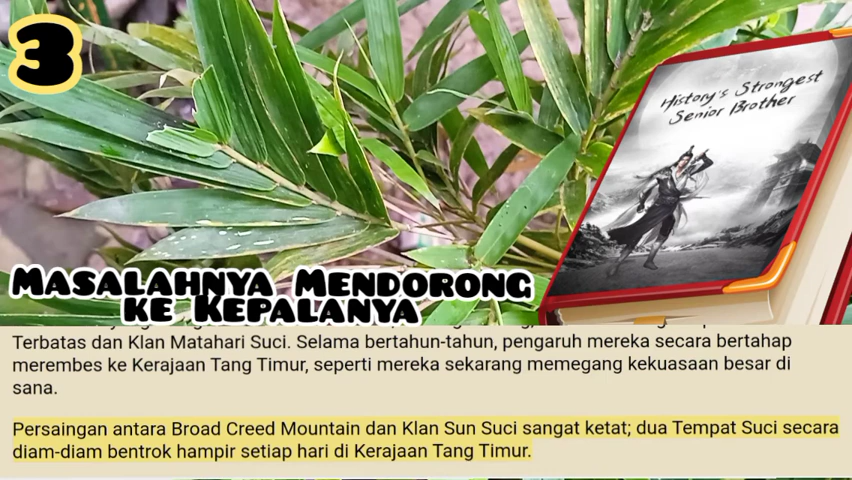 3
History's Strongest
Senior Brother
Masalahnya Mendorong
ke Kepalanya
Terbatas dan Klan Matahari Suci. Selama bertahun-tahun, pengaruh mereka secara bertahap
merembes ke Kerajaan Tang Timur, seperti mereka sekarang memegang kekuasaan besar di
sana.
Persaingan antara Broad Creed Mountain dan Klan Sun Suci sangat ketat; dua Tempat Suci secara
diam-diam bentrok hampir setiap hari di Kerajaan Tang Timur.